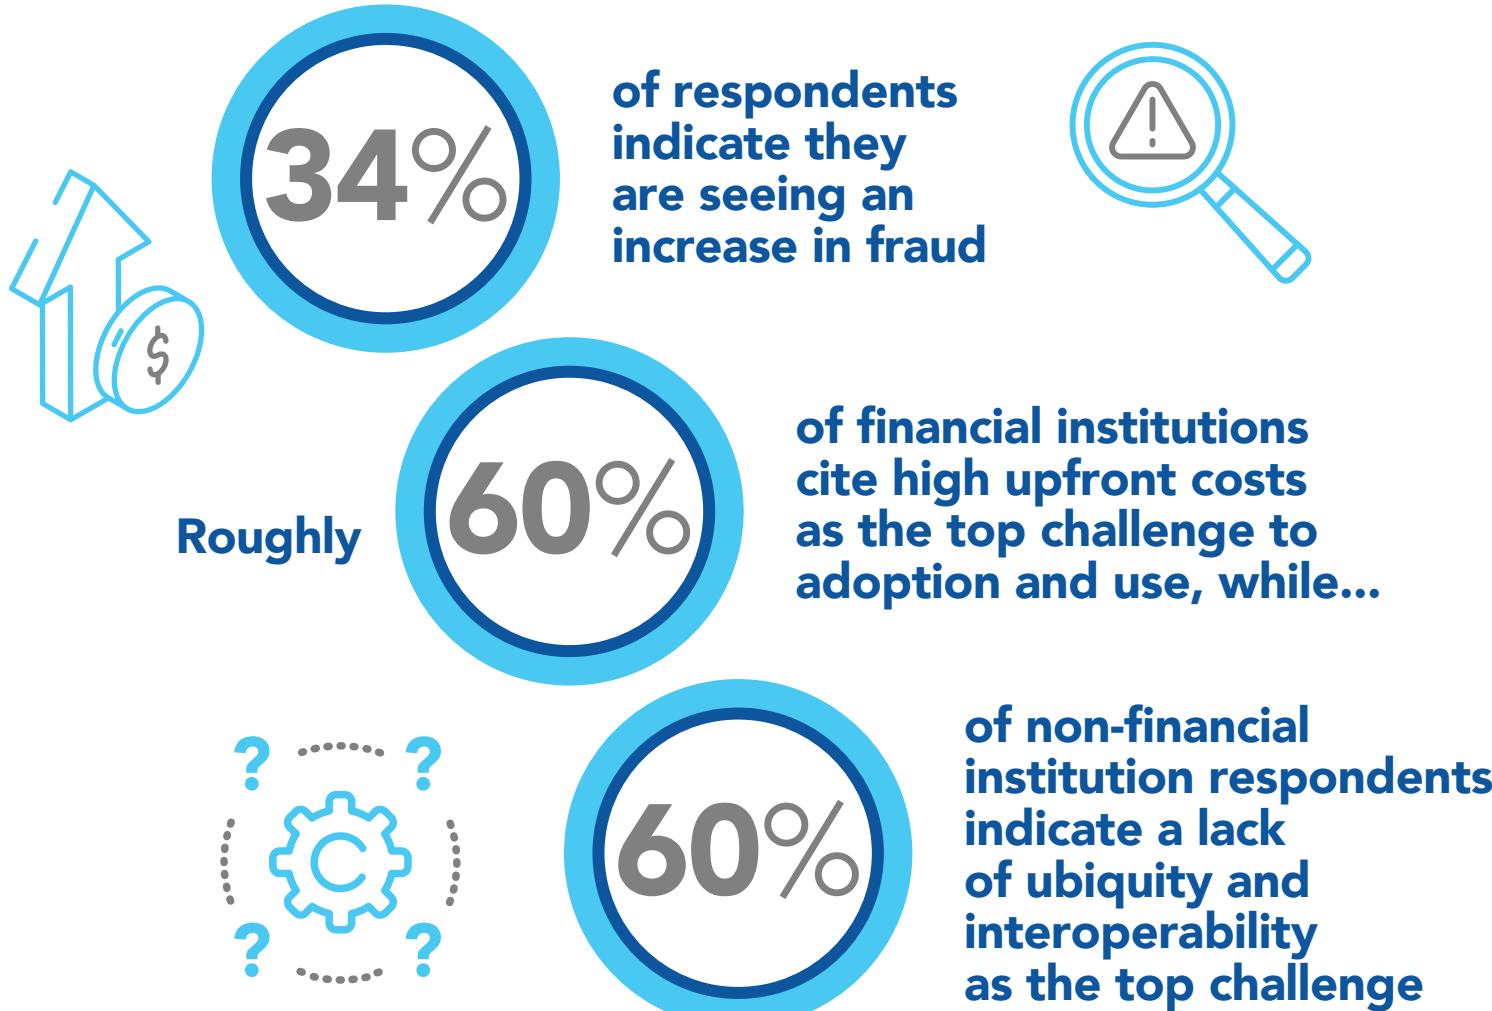 34%
of respondents
indicate they
are seeing an
increase in fraud
$
Roughly
60%
of financial institutions
cite high upfront costs
as the top challenge to
adoption and use, while...
60%
of non-financial
institution respondents
indicate a lack
of ubiquity and
interoperability
as the top challenge
? ?
? ?